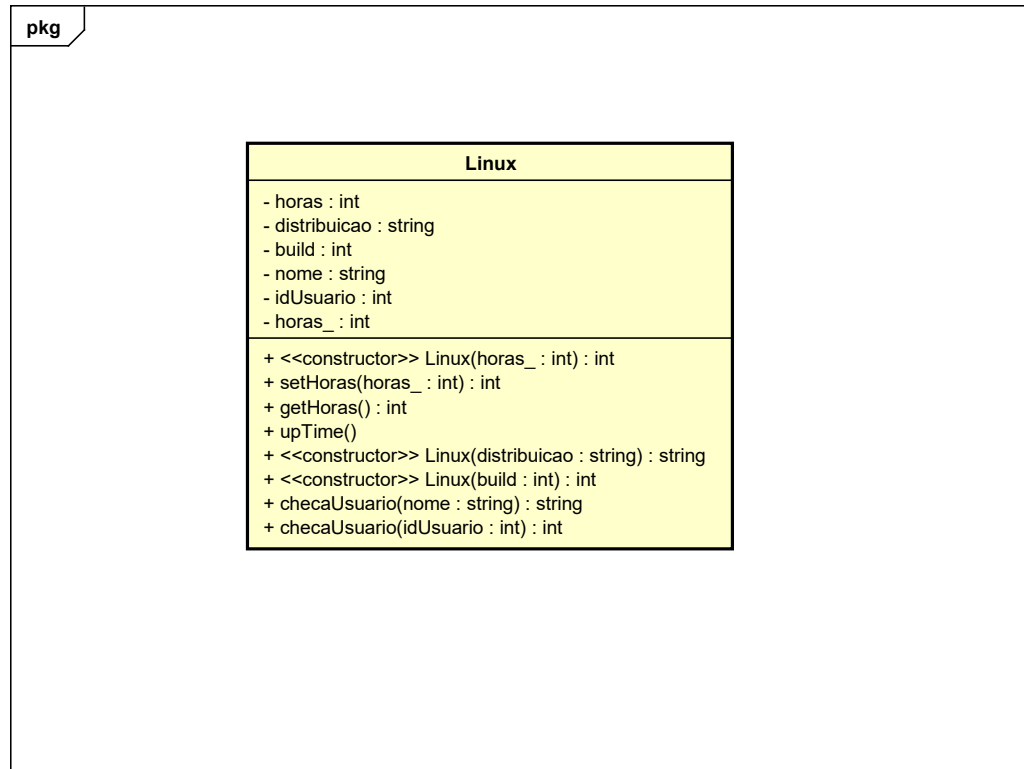 pkg
Linux
- horas : int
- distribuicao : string
- build : int
- nome : string
- idUsuario : int
- horas_ : int
+ <<constructor>> Linux(horas_ : int) : int
+ setHoras(horas_ : int) : int
+ getHoras() : int
+ upTime()
+ <<constructor>> Linux(distribuicao : string) : string
+ <<constructor>> Linux(build : int) : int
+ checaUsuario(nome : string) : string
+ checaUsuario(idUsuario : int) : int